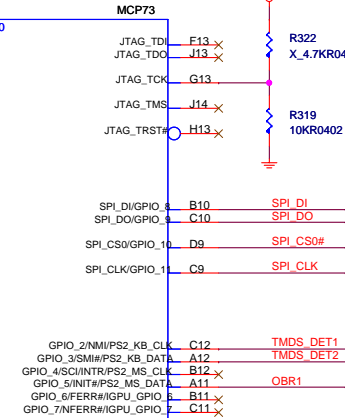 MCP73
0
JTAG_TDI F13
R322
JTAG_TDO J13
X_4.7KR04
JTAG_TCK G13
JTAG_TMS J14
R319
JTAG_TRST# H13
10KR0402
SPI_DI/GPIO_8 B10 SPI_DI
SPI_DO/GPIO_9 C10 SPI_DO
SPI_CS0/GPIO_10 D9 SPI_CS0#
SPI_CLK/GPIO_11 C9 SPI_CLK
GPIO_2/NMI/PS2_KB_CLK C12 TMDS_DET1
GPIO_3/SMI#/PS2_KB_DATA A12 TMDS_DET2
GPIO_4/SCI/INTR/PS2_MS_CLK B12
GPIO_5/INIT#/PS2_MS_DATA A11 OBR1
GPIO_6/FERR#/IGPU_GPIO_6 B11
GPIO_7/NFERR#/IGPU_GPIO_7 C11